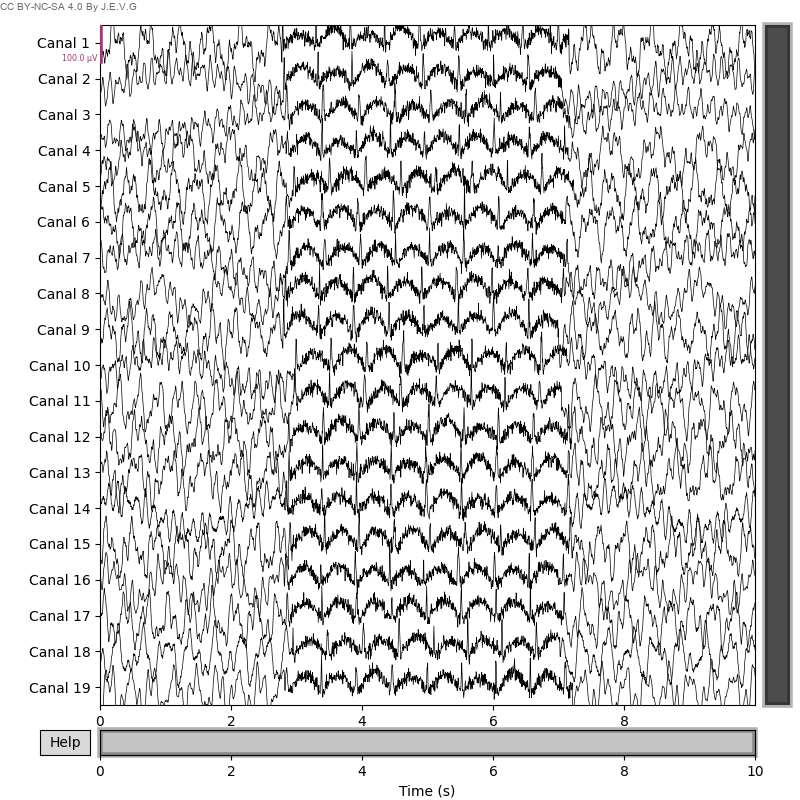 CC BY-NC-SA 4.0 By J.E.V.G
Canal 1
100.0 µV
Canal 2
Canal 3
Canal 4
Canal 5
Canal 6
Canal 7
Canal 8
Canal 9
Canal 10
Canal 11
Canal 12
Canal 13
Canal 14
Canal 15
Canal 16
Canal 17
Canal 18
Canal 19
0 2 4 6 8
Help
0 2 4 6 8 10
Time (s)